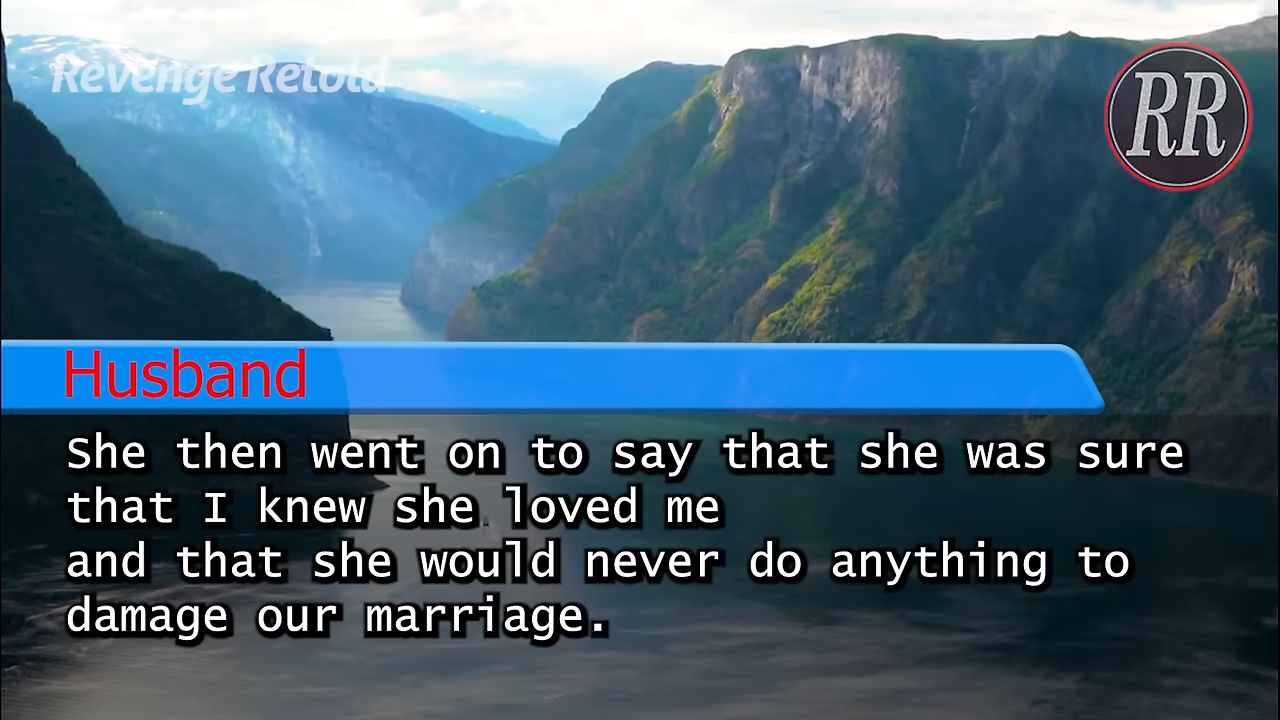 Revenge Retold
RR
Husband
She then went on to say that she was sure
that I knew she loved me
and that she would never do anything to
damage our marriage.